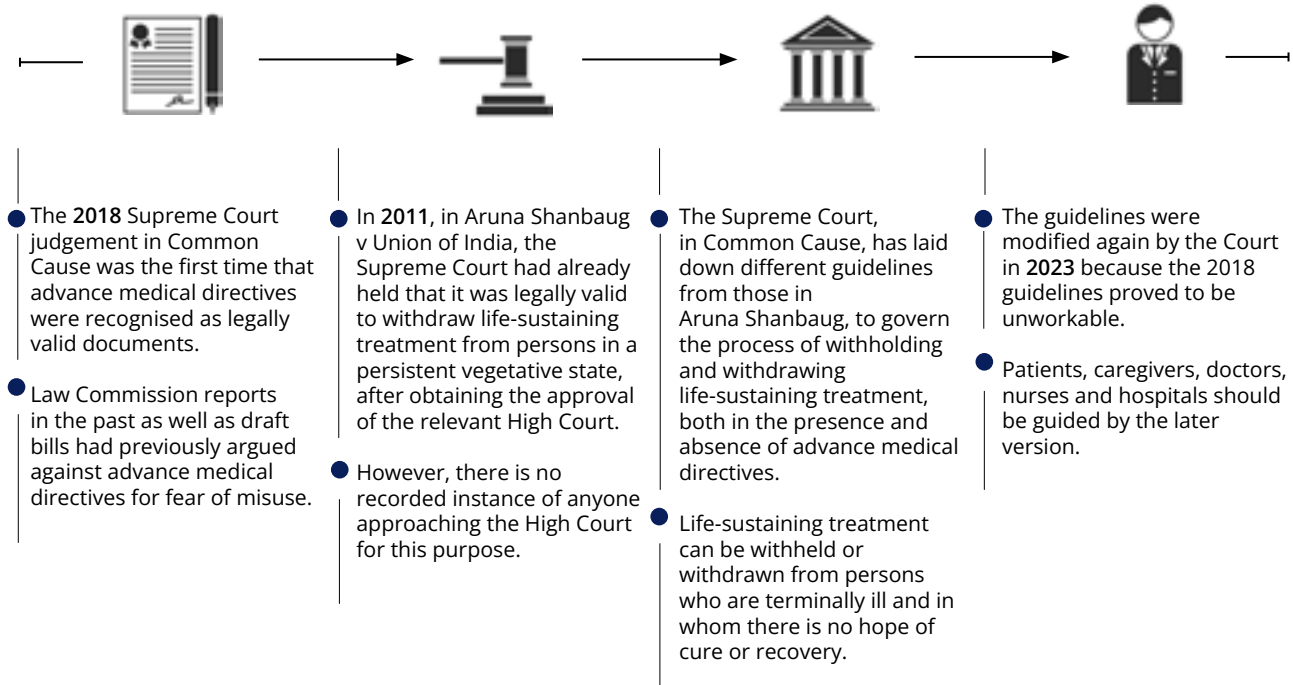 The 2018 Supreme Court
judgement in Common
Cause was the first time that
advance medical directives
were recognised as legally
valid documents.
Law Commission reports
in the past as well as draft
bills had previously argued
against advance medical
directives for fear of misuse.
In 2011, in Aruna Shanbaug
v Union of India, the
Supreme Court had already
held that it was legally valid
to withdraw life-sustaining
treatment from persons in a
persistent vegetative state,
after obtaining the approval
of the relevant High Court.
However, there is no
recorded instance of anyone
approaching the High Court
for this purpose.
The Supreme Court,
in Common Cause, has laid
down different guidelines
from those in
Aruna Shanbaug, to govern
the process of withholding
and withdrawing
life-sustaining treatment,
both in the presence and
absence of advance medical
directives.
Life-sustaining treatment
can be withheld or
withdrawn from persons
who are terminally ill and in
whom there is no hope of
cure or recovery.
The guidelines were
modified again by the Court
in 2023 because the 2018
guidelines proved to be
unworkable.
Patients, caregivers, doctors,
nurses and hospitals should
be guided by the later
version.